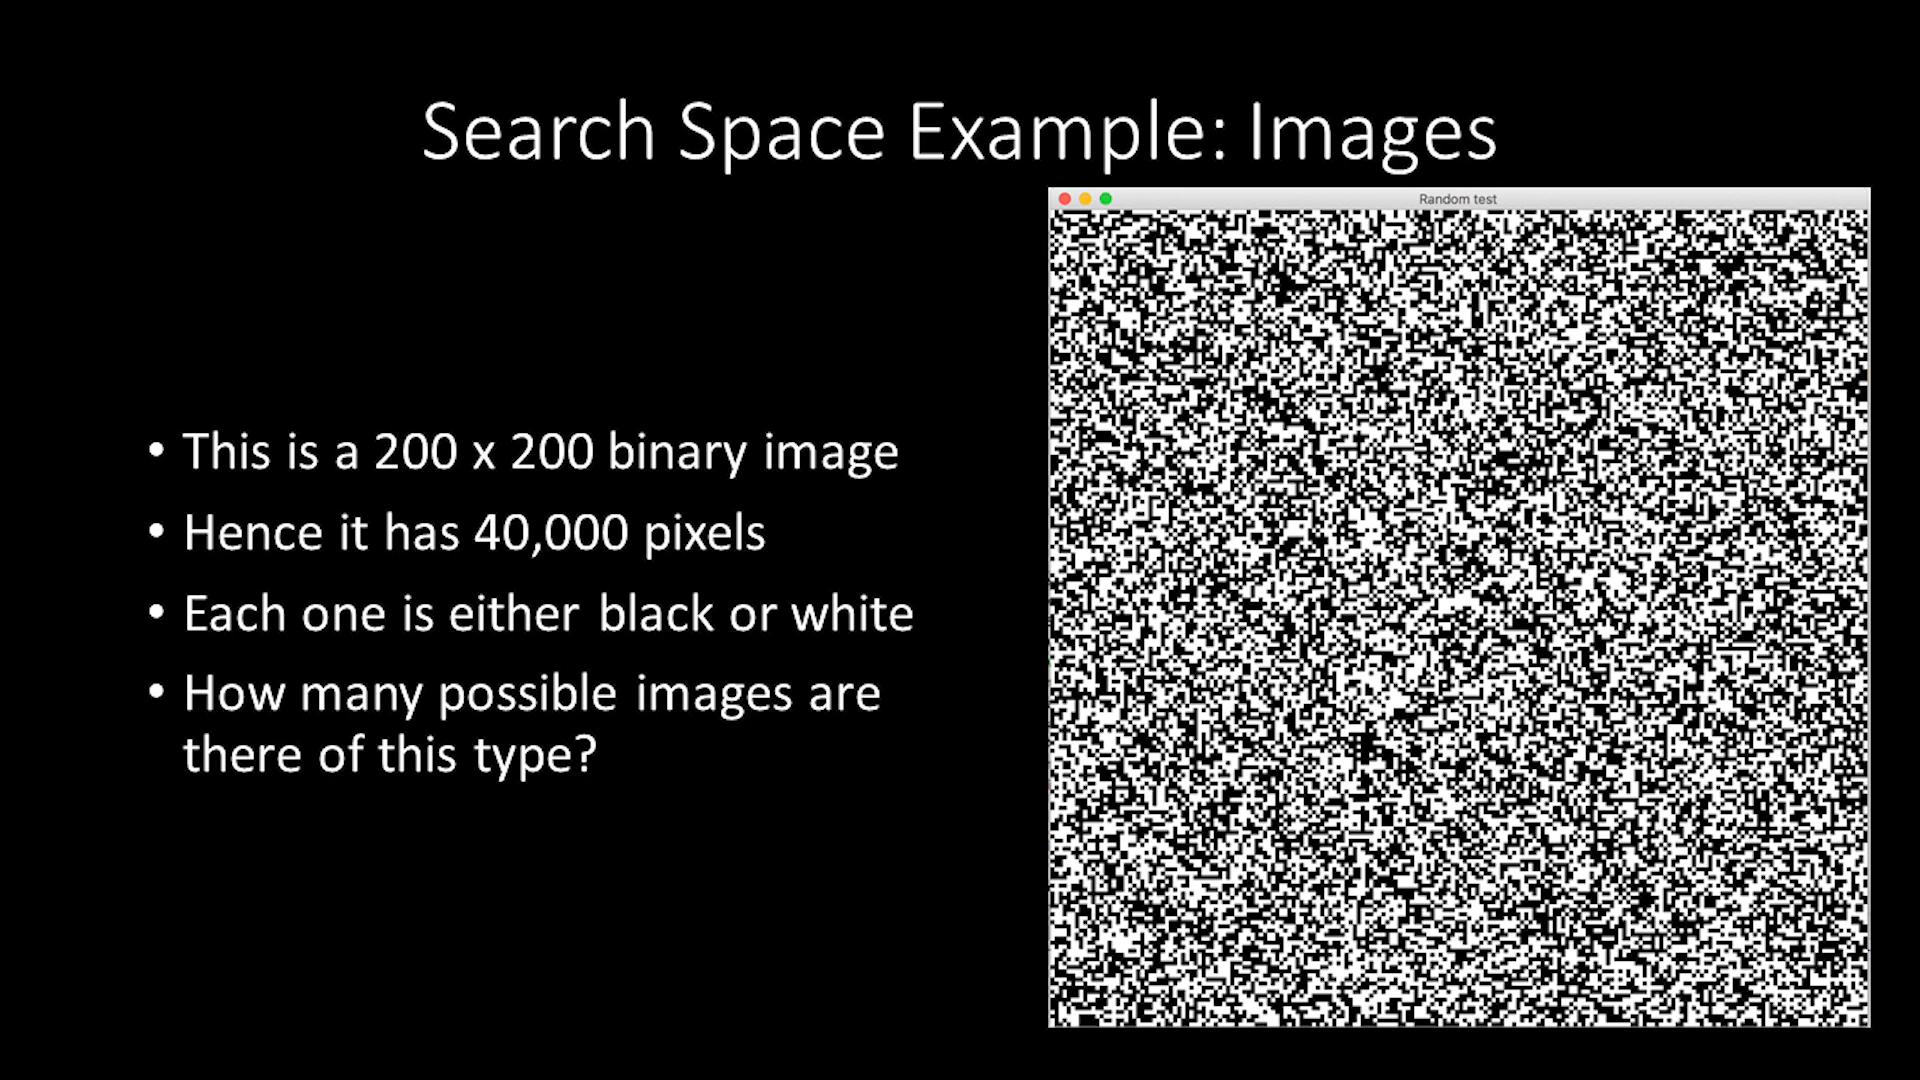 Search Space Example: Images
Random test
• This is a 200 x 200 binary image
• Hence it has 40,000 pixels
• Each one is either black or white
• How many possible images are
there of this type?